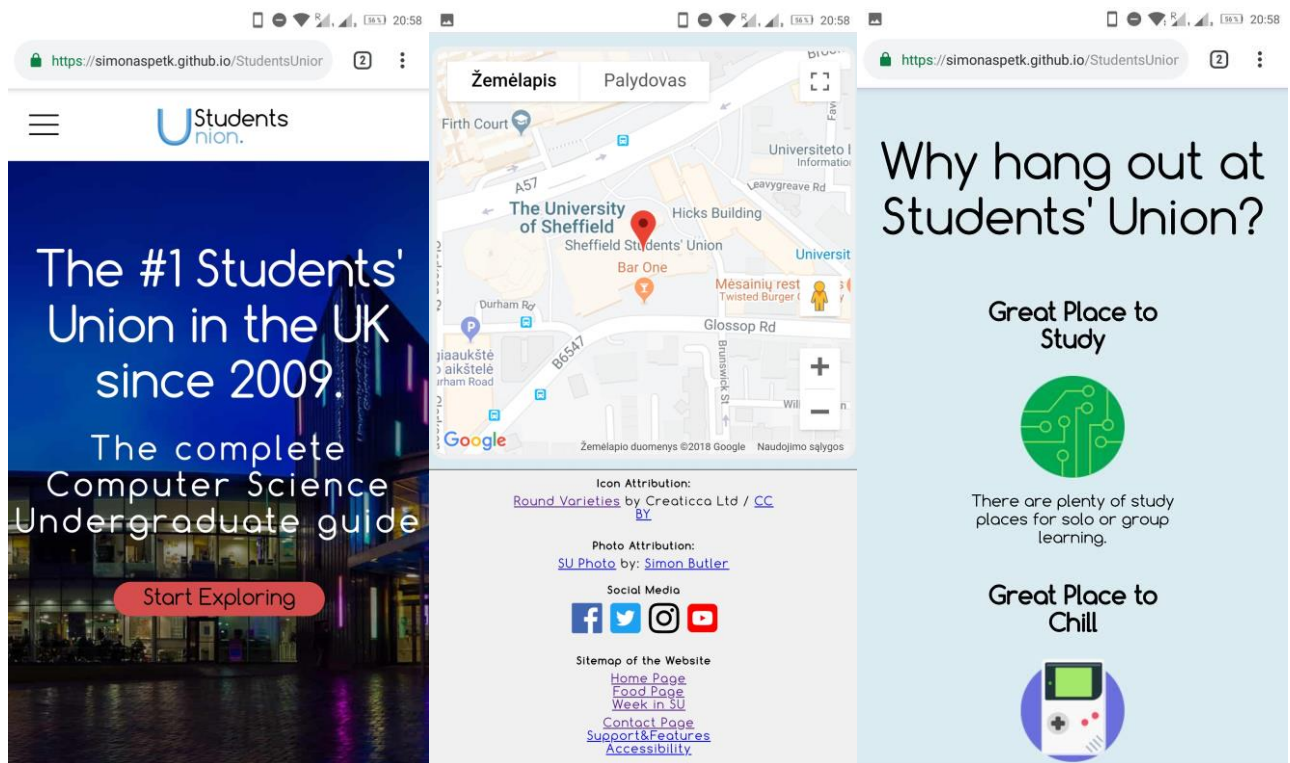 56% 20:58
https://simonaspetk.github.io/StudentsUnior
2
Students
Union.
The #1 Students'
Union in the UK
since 2009.
The complete
Computer Science
Undergraduate guide
Start Exploring
56% 20:58
Žemėlapis
Palydovas
Firth Court
Universiteto
A57
Leavygreave Rd
The University
of Sheffield
Hicks Building
Sheffield Students' Union
Bar One
Mėsainių rest
Twisted Burger
Durham Rd
P
Glossop Rd
B6547
Brunswick St
Google
Žemėlapio duomenys ©2018 Google
Naudojimo sąlygos
Icon Attribution:
Round Varieties by Creaticca Ltd / CC
BY
Photo Attribution:
SU Photo by: Simon Butler
Social Media
Sitemap of the Website
Home Page
Food Page
Week in SU
Contact Page
Support&Features
Accessibility
56% 20:58
https://simonaspetk.github.io/StudentsUnior
2
Why hang out at
Students' Union?
Great Place to
Study
There are plenty of study
places for solo or group
learning.
Great Place to
Chill